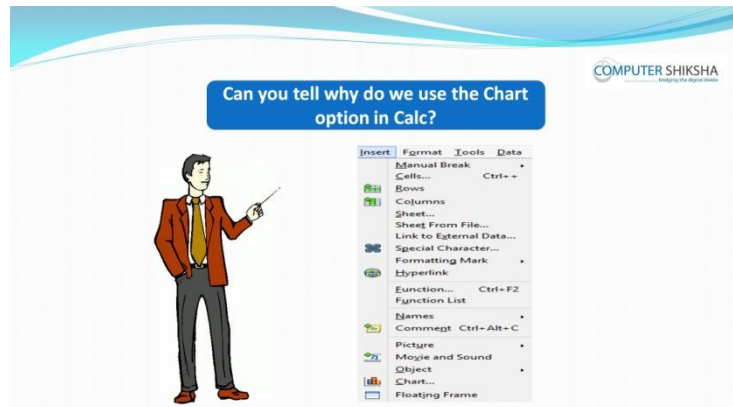 COMPUTER SHIKSHA
bridging the digital divide
Can you tell why do we use the Chart
option in Calc?
Insert Format Tools Data
Manual Break
Cells... Ctrl++
Rows
Columns
Sheet...
Sheet From File...
Link to External Data...
Special Character...
Formatting Mark
Hyperlink
Function... Ctrl+F2
Function List
Names
Comment Ctrl+Alt+C
Picture
Movie and Sound
Object
Chart...
Floating Frame